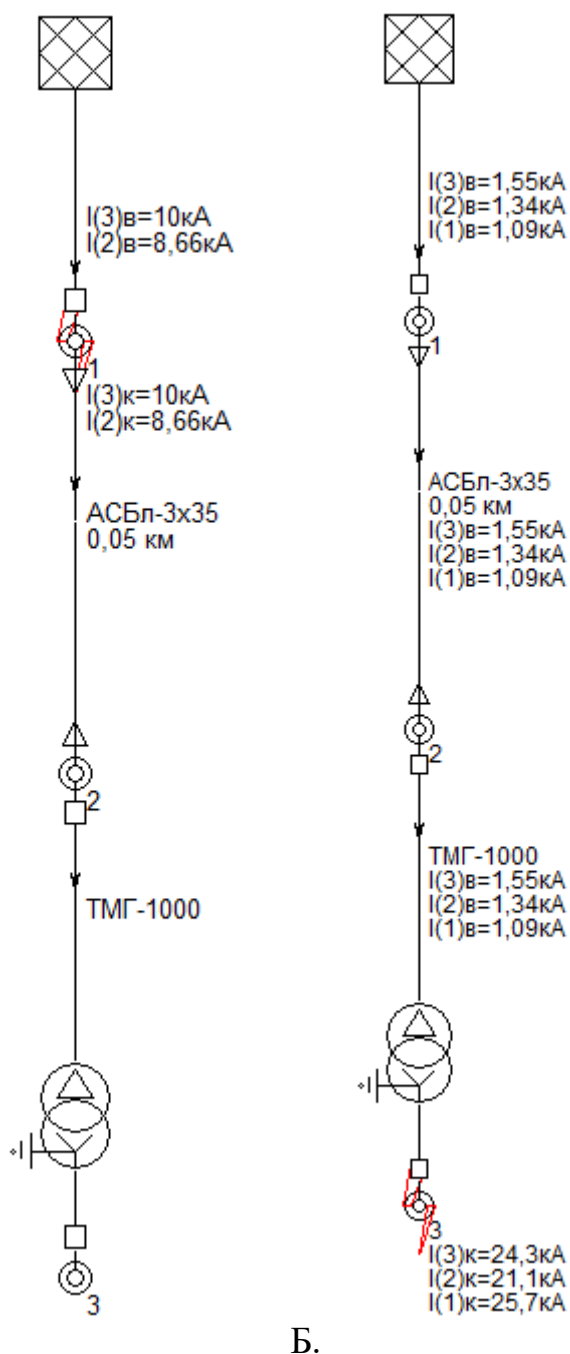 I(3)в=10кА
I(2)в=8,66кА
1
I(3)к=10кА
I(2)к=8,66кА
АСБл-3х35
0,05 км
2
ТМГ-1000
3
I(3)в=1,55кА
I(2)в=1,34кА
I(1)в=1,09кА
1
АСБл-3х35
0,05 км
I(3)в=1,55кА
I(2)в=1,34кА
I(1)в=1,09кА
2
ТМГ-1000
I(3)в=1,55кА
I(2)в=1,34кА
I(1)в=1,09кА
3
I(3)к=24,3кА
I(2)к=21,1кА
I(1)к=25,7кА
Б.